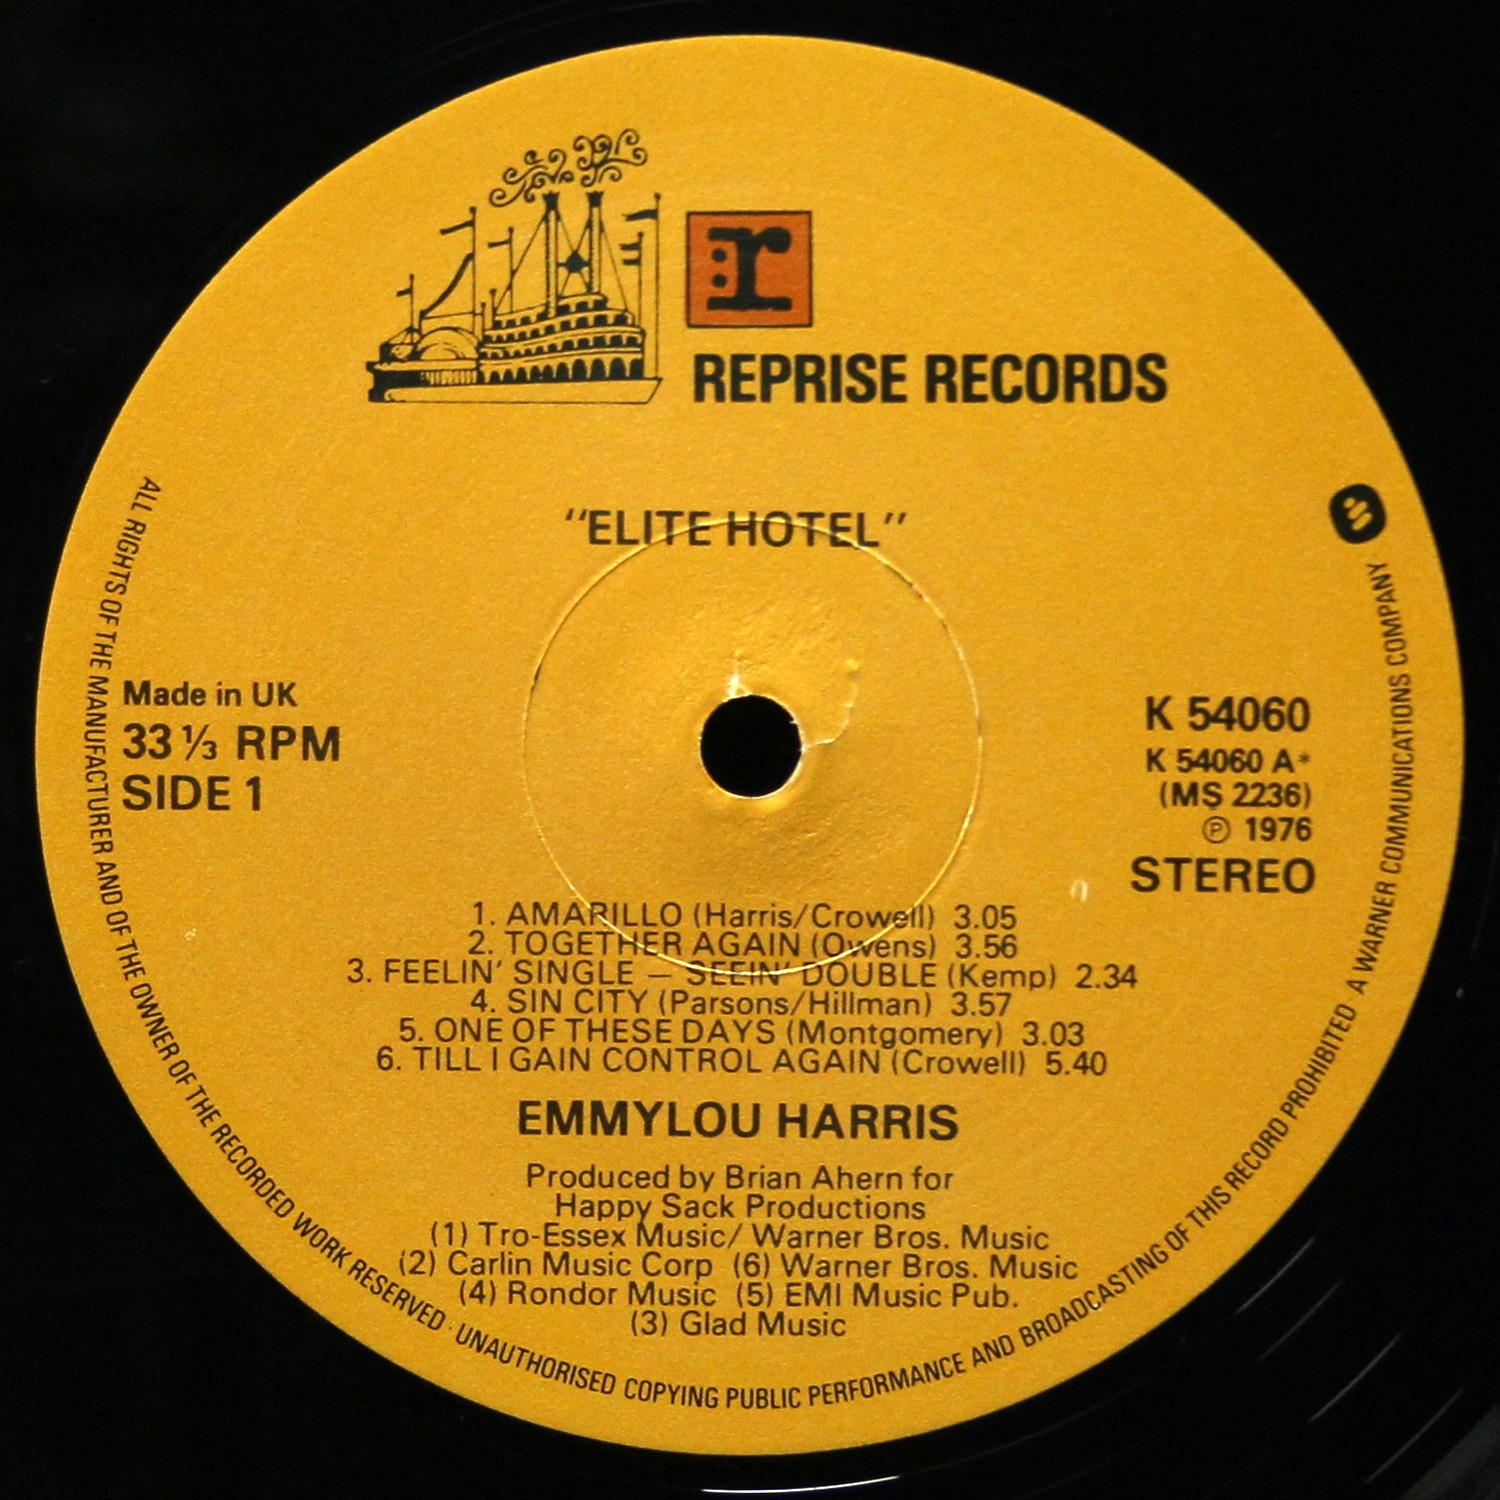 r
REPRISE RECORDS
“ELITE HOTEL”
Made in UK
33 ⅓ RPM
SIDE 1
K 54060
K 54060 A*
(MS 2236)
℗ 1976
STEREO
1. AMARILLO (Harris/Crowell) 3.05
2. TOGETHER AGAIN (Owens) 3.56
3. FEELIN’ SINGLE — SEEIN’ DOUBLE (Kemp) 2.34
4. SIN CITY (Parsons/Hillman) 3.57
5. ONE OF THESE DAYS (Montgomery) 3.03
6. TILL I GAIN CONTROL AGAIN (Crowell) 5.40
EMMYLOU HARRIS
Produced by Brian Ahern for
Happy Sack Productions
(1) Tro-Essex Music/ Warner Bros. Music
(2) Carlin Music Corp (6) Warner Bros. Music
(4) Rondor Music (5) EMI Music Pub.
(3) Glad Music
ALL RIGHTS OF THE MANUFACTURER AND OF THE OWNER OF THE RECORDED WORK RESERVED · UNAUTHORISED COPYING PUBLIC PERFORMANCE AND BROADCASTING OF THIS RECORD PROHIBITED A WARNER COMMUNICATIONS COMPANY ·